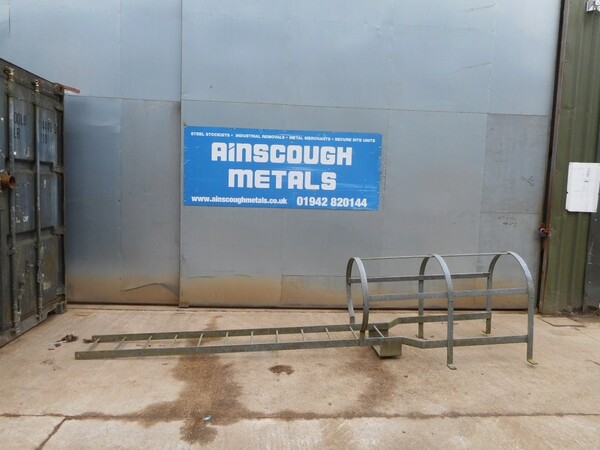 STEEL STOCKISTS • INDUSTRIAL REMOVALS • METAL MERCHANTS • SECURE SITE UNITS
AINSCOUGH
METALS
www.ainscoughmetals.co.uk 01942 820144